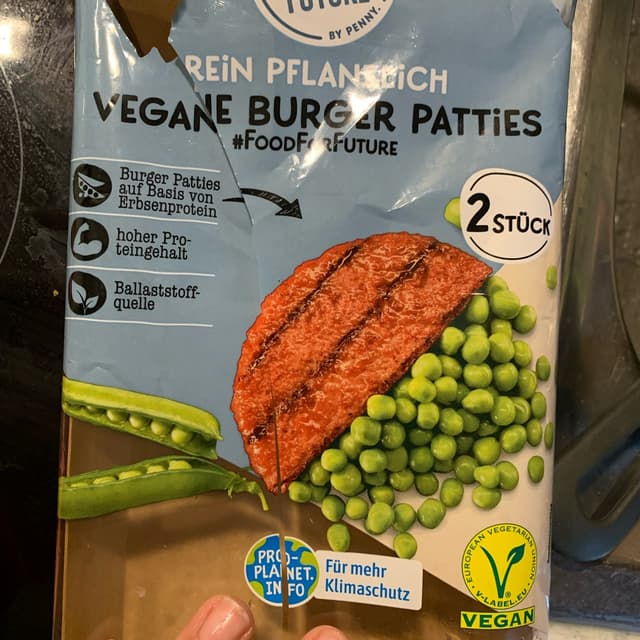 BY PENNY.
REiN PFLANZLiCH
VEGANE BURGER PATTiES
#FOODFORFUTURE
Burger Patties
auf Basis von
Erbsenprotein
hoher Pro-
teingehalt
Ballaststoff-
quelle
2 STÜCK
PRO-
PLANET.
INFO
Für mehr
Klimaschutz
EUROPEAN VEGETARIAN UNION
V-LABEL.EU
VEGAN